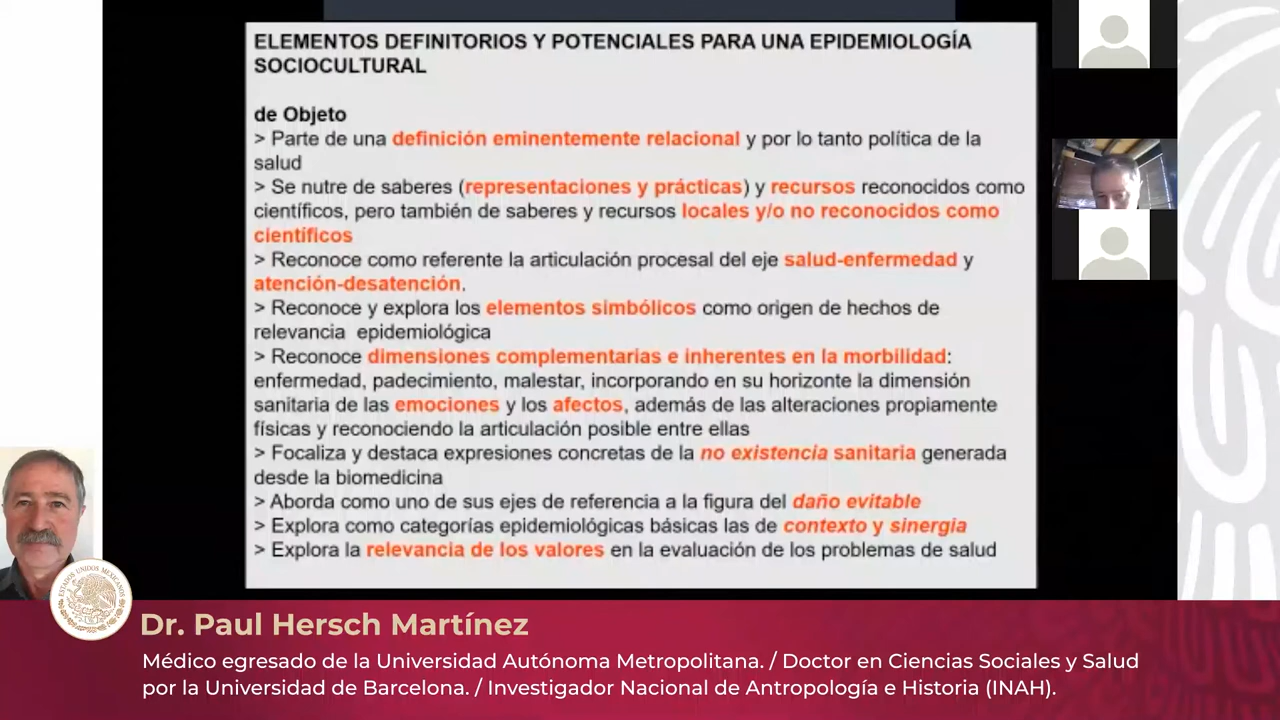 ELEMENTOS DEFINITORIOS Y POTENCIALES PARA UNA EPIDEMIOLOGÍA
SOCIOCULTURAL
de Objeto
> Parte de una definición eminentemente relacional y por lo tanto política de la
salud
> Se nutre de saberes (representaciones y prácticas) y recursos reconocidos como
científicos, pero también de saberes y recursos locales y/o no reconocidos como
científicos
> Reconoce como referente la articulación procesal del eje salud-enfermedad y
atención-desatención.
> Reconoce y explora los elementos simbólicos como origen de hechos de
relevancia epidemiológica
> Reconoce dimensiones complementarias e inherentes en la morbilidad:
enfermedad, padecimiento, malestar, incorporando en su horizonte la dimensión
sanitaria de las emociones y los afectos, además de las alteraciones propiamente
físicas y reconociendo la articulación posible entre ellas
> Focaliza y destaca expresiones concretas de la no existencia sanitaria generada
desde la biomedicina
> Aborda como uno de sus ejes de referencia a la figura del daño evitable
> Explora como categorías epidemiológicas básicas las de contexto y sinergia
> Explora la relevancia de los valores en la evaluación de los problemas de salud
ESTADOS UNIDOS MEXICANOS
Dr. Paul Hersch Martínez
Médico egresado de la Universidad Autónoma Metropolitana. / Doctor en Ciencias Sociales y Salud
por la Universidad de Barcelona. / Investigador Nacional de Antropología e Historia (INAH).